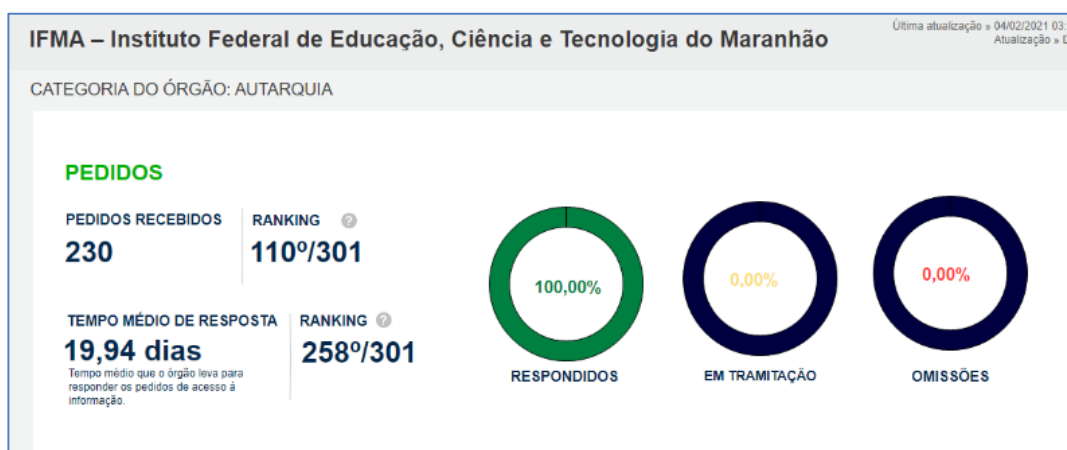 IFMA – Instituto Federal de Educação, Ciência e Tecnologia do Maranhão
Última atualização » 04/02/2021 03:
Atualização »
CATEGORIA DO ÓRGÃO: AUTARQUIA
PEDIDOS
PEDIDOS RECEBIDOS
230
RANKING ?
110º/301
TEMPO MÉDIO DE RESPOSTA
19,94 dias
Tempo médio que o órgão leva para
responder os pedidos de acesso á
informação.
RANKING ?
258º/301
100,00%
RESPONDIDOS
0,00%
EM TRAMITAÇÃO
0,00%
OMISSÕES